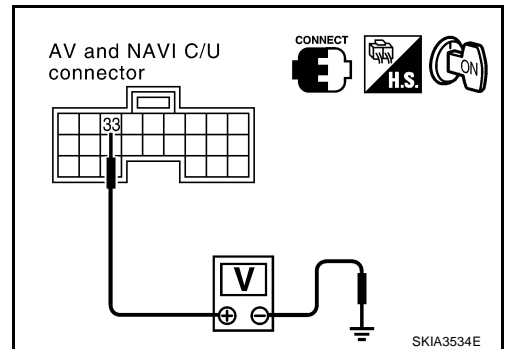 AV and NAVI C/U
connector
CONNECT
H.S.
ON
33
V
+ -
SKIA3534E